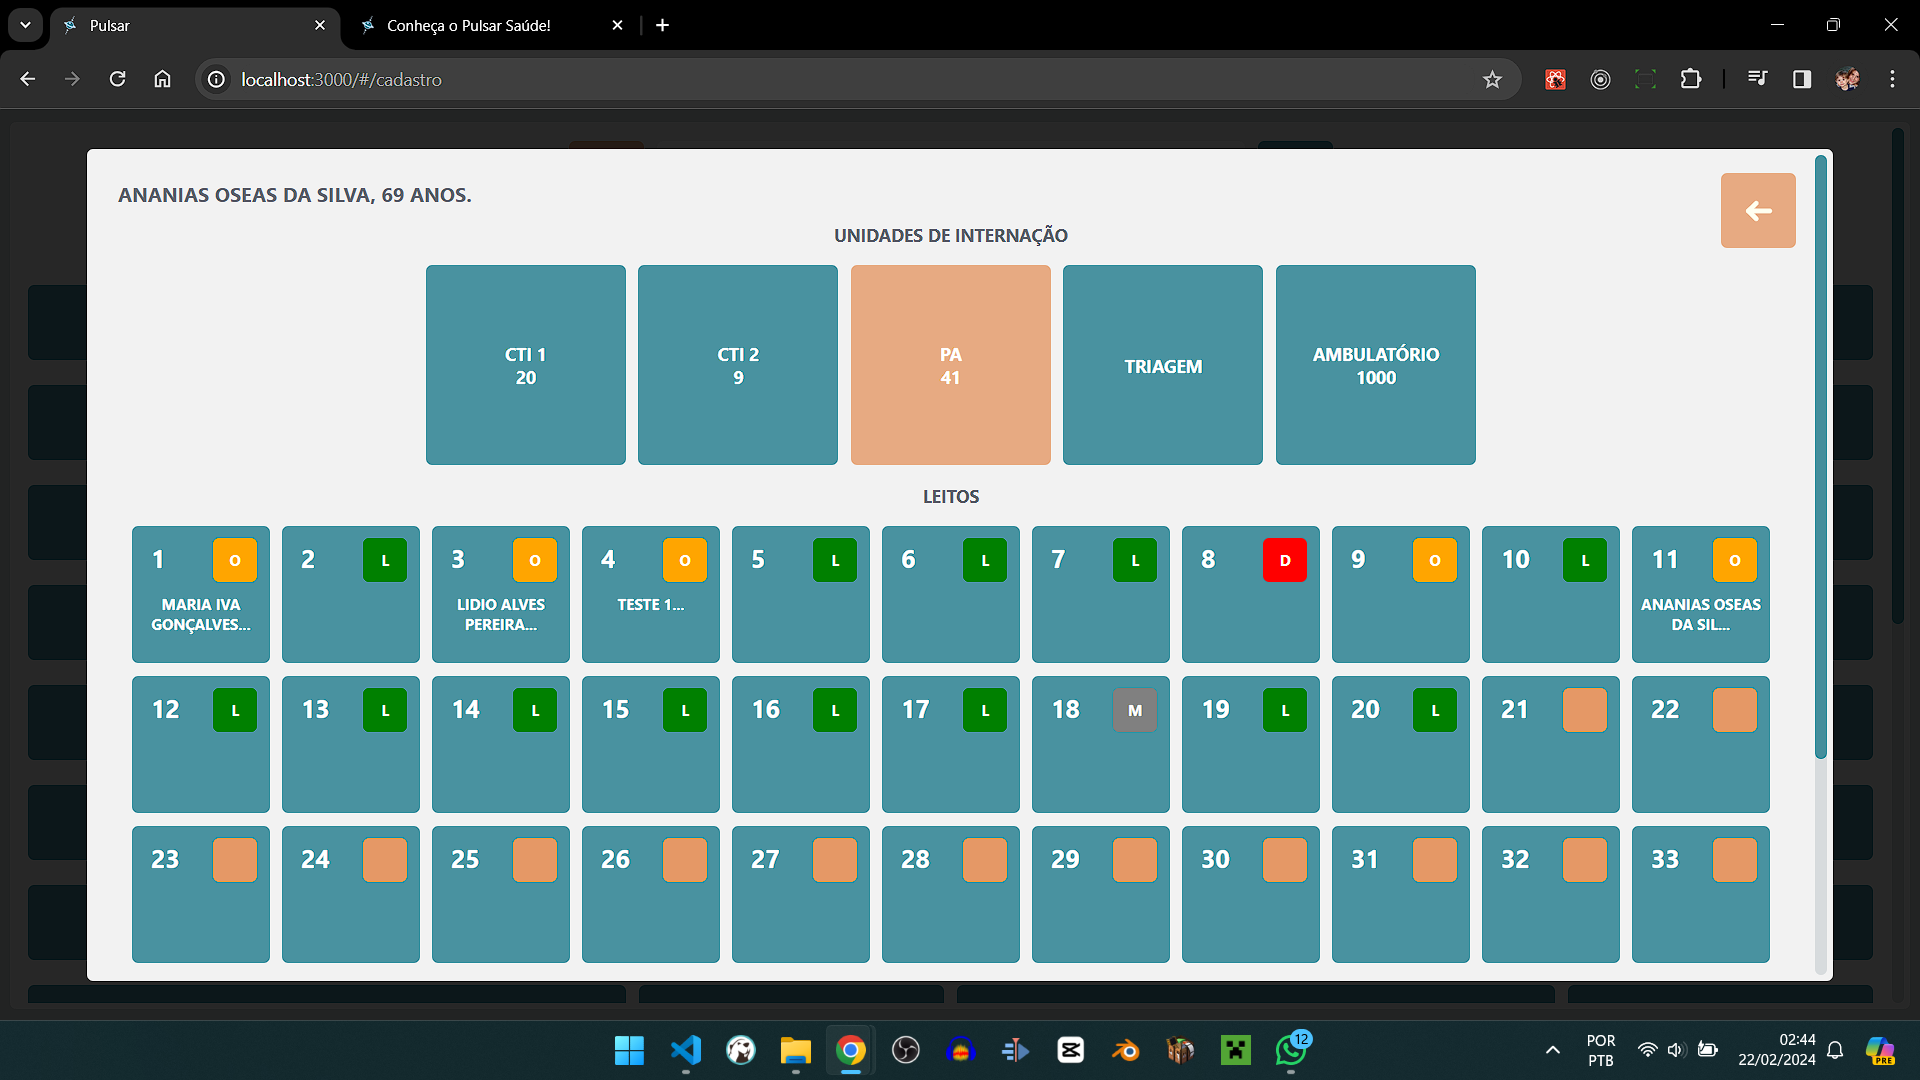 Pulsar
Conheça o Pulsar Saúde!
localhost:3000/#/cadastro
ANANIAS OSEAS DA SILVA, 69 ANOS.
UNIDADES DE INTERNAÇÃO
CTI 1
20
CTI 2
9
PA
41
TRIAGEM
AMBULATÓRIO
1000
LEITOS
1 O
MARIA IVA
GONÇALVES...
2 L
3 O
LIDIO ALVES
PEREIRA...
4 O
TESTE 1...
5 L
6 L
7 L
8 D
9 O
10 L
11 O
ANANIAS OSEAS
DA SIL...
12 L
13 L
14 L
15 L
16 L
17 L
18 M
19 L
20 L
21
22
23
24
25
26
27
28
29
30
31
32
33
12
POR
PTB
02:44
22/02/2024
PRE